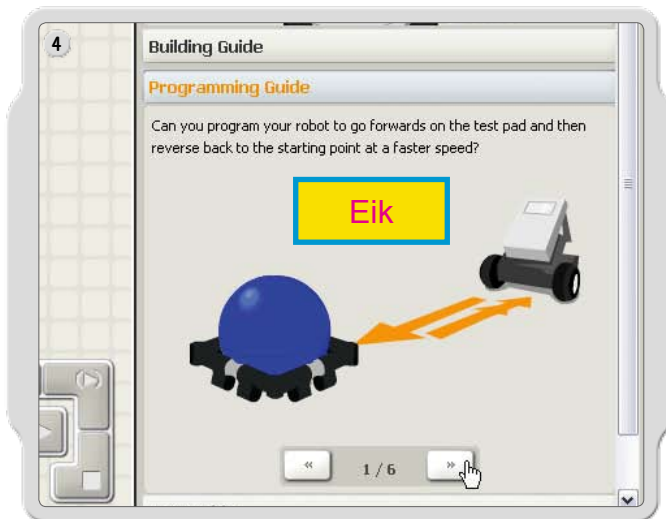 4
Building Guide
Programming Guide
Can you program your robot to go forwards on the test pad and then
reverse back to the starting point at a faster speed?
Eik
« 1 / 6 »